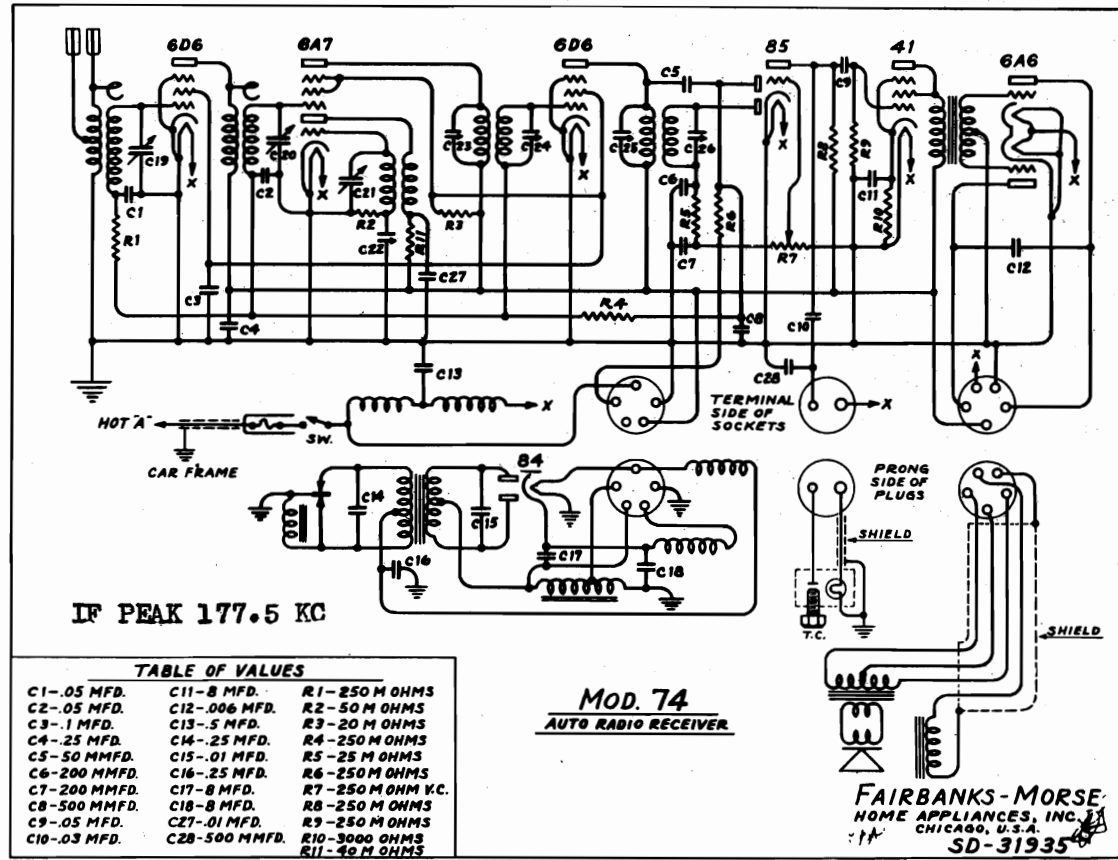 6D6 6A7 6D6 85 41 6A6
C5 C9
C19 C20 C23 C24 C25 C26 R8 R9
C1 C2 C21 C6 C11
R1 R2 R3 R5 R6 R10
C22 R11 C7 R7 C12
C3 C27
C4 R4 C8 C10
C13 C28
X X X X X X
X X X
HOT "A" SW.
CAR FRAME
TERMINAL
SIDE OF
SOCKETS
84
C14 C15 C16 C17 C18
PRONG
SIDE OF
PLUGS
SHIELD
T.C.
SHIELD
IF PEAK 177.5 KC
TABLE OF VALUES
C1-.05 MFD. C11-8 MFD. R1-250 M OHMS
C2-.05 MFD. C12-.006 MFD. R2-50 M OHMS
C3-.1 MFD. C13-.5 MFD. R3-20 M OHMS
C4-.25 MFD. C14-.25 MFD. R4-250 M OHMS
C5-50 MMFD. C15-.01 MFD. R5-25 M OHMS
C6-200 MMFD. C16-.25 MFD. R6-250 M OHMS
C7-200 MMFD. C17-8 MFD. R7-250 M OHM V.C.
C8-500 MMFD. C18-8 MFD. R8-250 M OHMS
C9-.05 MFD. C27-.01 MFD. R9-250 M OHMS
C10-.03 MFD. C28-500 MMFD. R10-3000 OHMS
R11-40 M OHMS
MOD. 74
AUTO RADIO RECEIVER
FAIRBANKS-MORSE
HOME APPLIANCES, INC.
CHICAGO, U.S.A.
SD-31935